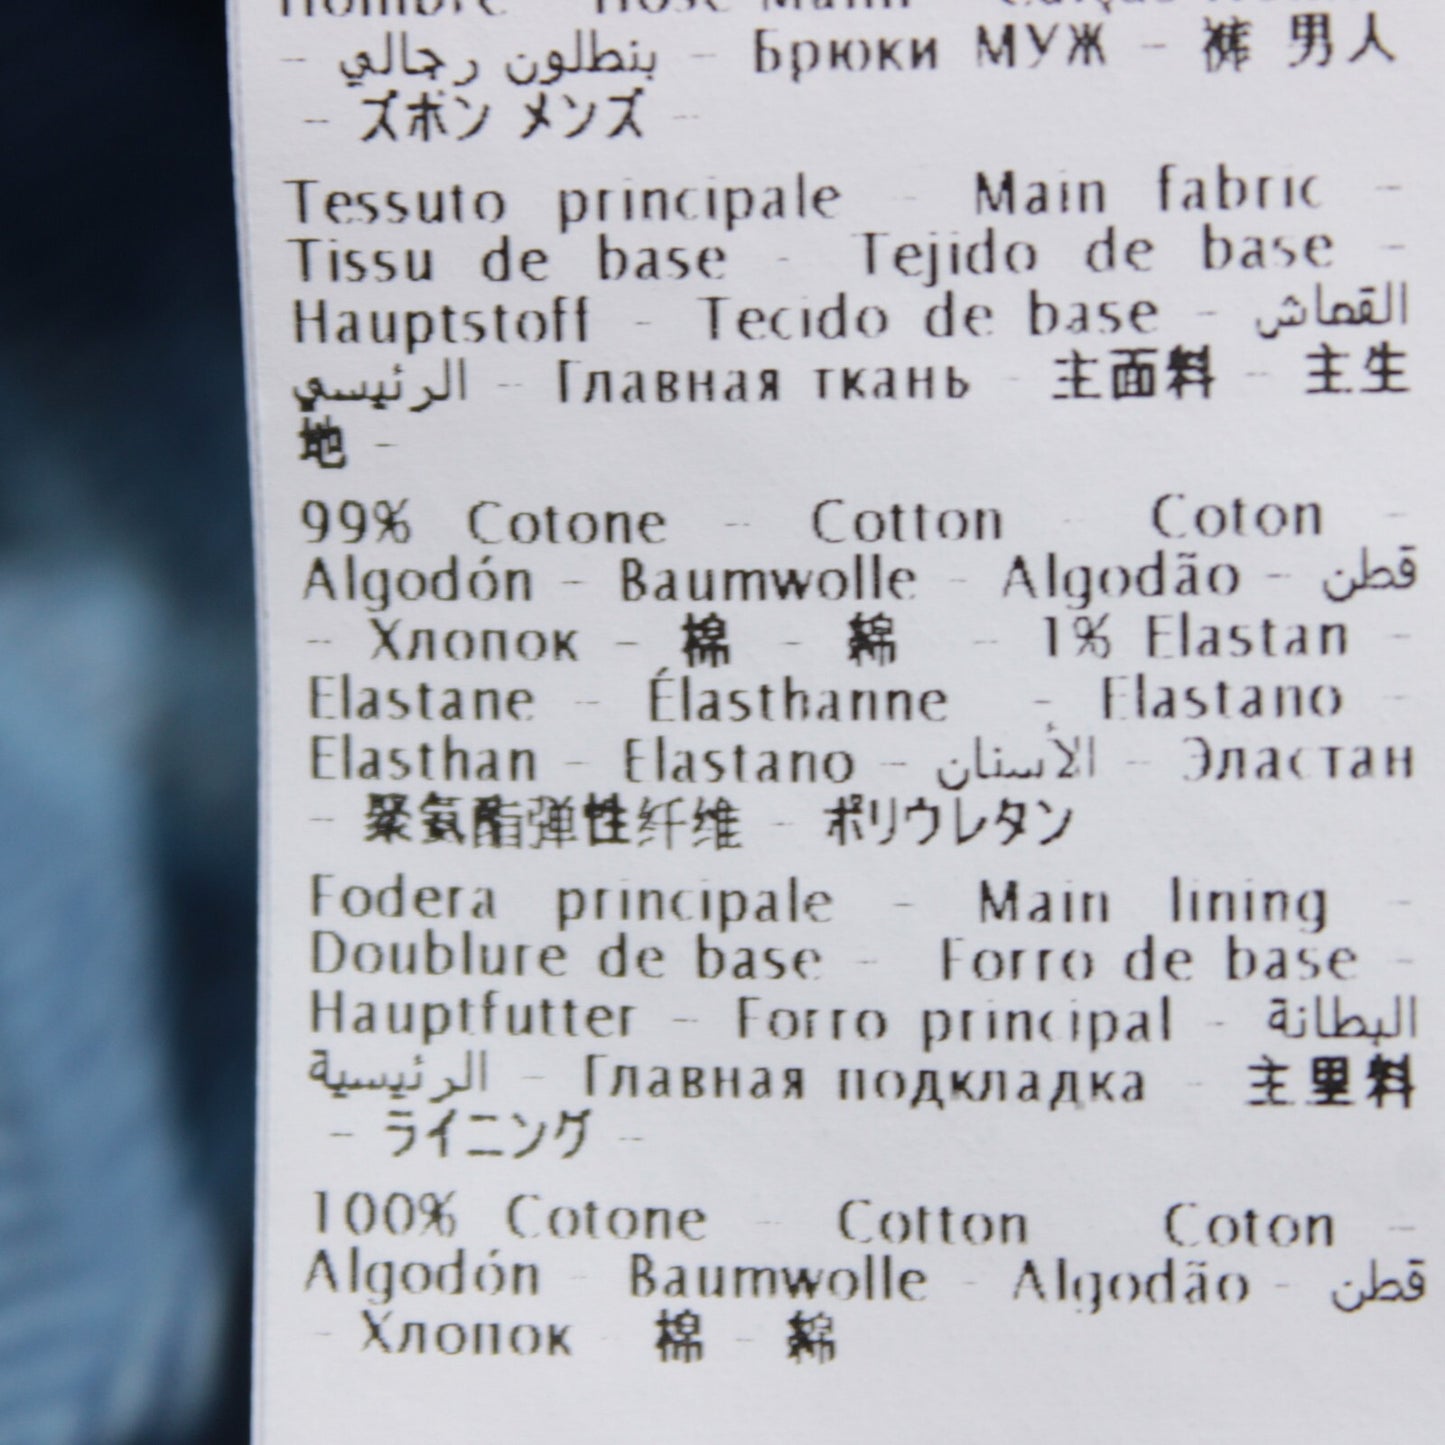 Hombre - Hose Mann -
- بنطلون رجالي - Брюки МУЖ - 裤 男人
- ズボン メンズ -
Tessuto principale - Main fabric -
Tissu de base - Tejido de base -
Hauptstoff - Tecido de base - القماش
الرئيسي - Главная ткань - 主面料 - 主生
地 -
99% Cotone - Cotton - Coton -
Algodón - Baumwolle - Algodão - قطن
- Хлопок - 棉 - 綿 - 1% Elastan -
Elastane - Élasthanne - Elastano -
Elasthan - Elastano - الأسنان - Эластан
- 聚氨酯弹性纤维 - ポリウレタン
Fodera principale - Main lining -
Doublure de base - Forro de base -
Hauptfutter - Forro principal - البطانة
الرئيسية - Главная подкладка - 主里料
- ライニング -
100% Cotone - Cotton - Coton -
Algodón - Baumwolle - Algodão - قطن
- Хлопок - 棉 - 綿